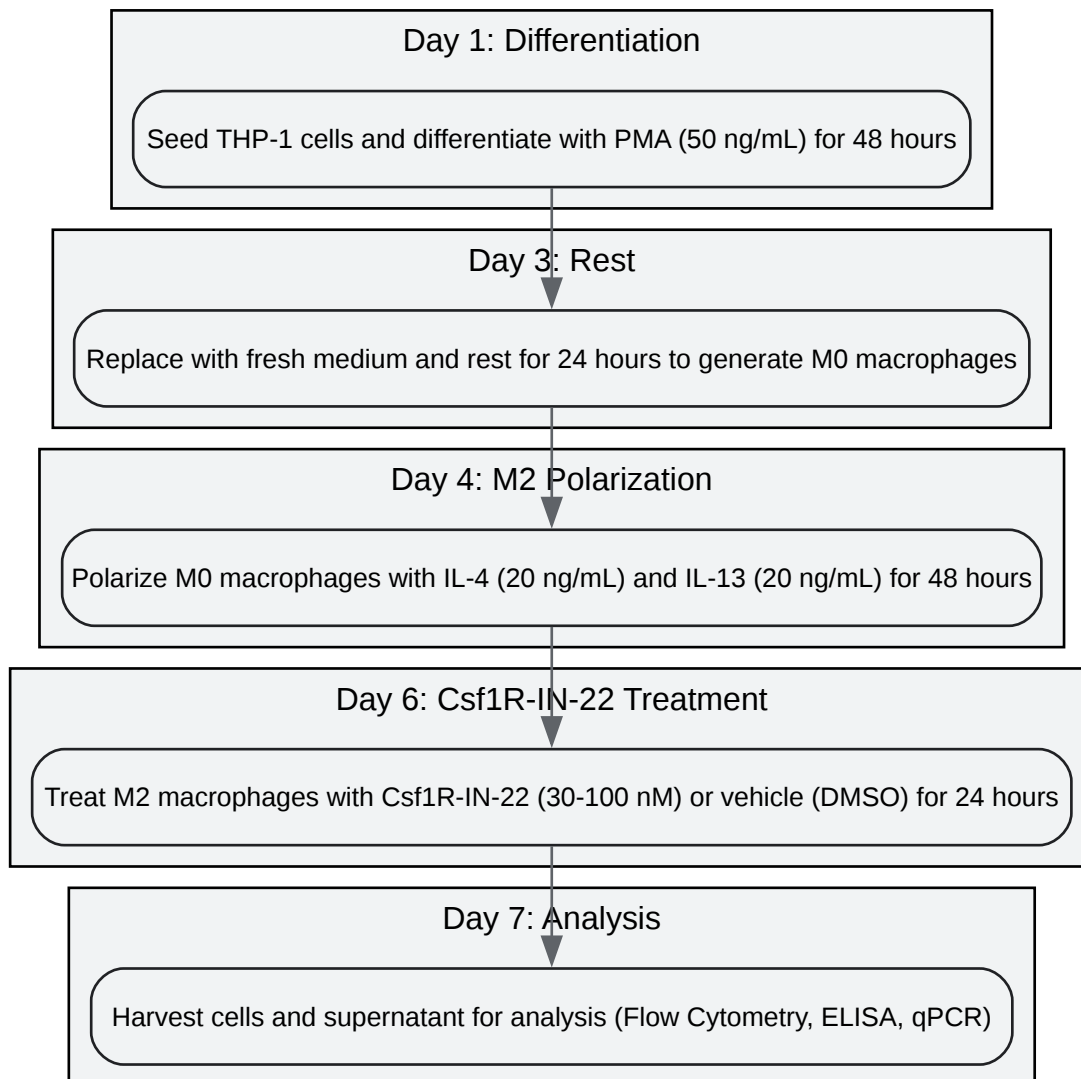 Day 1: Differentiation
Seed THP-1 cells and differentiate with PMA (50 ng/mL) for 48 hours
Day 3: Rest
Replace with fresh medium and rest for 24 hours to generate M0 macrophages
Day 4: M2 Polarization
Polarize M0 macrophages with IL-4 (20 ng/mL) and IL-13 (20 ng/mL) for 48 hours
Day 6: Csf1R-IN-22 Treatment
Treat M2 macrophages with Csf1R-IN-22 (30-100 nM) or vehicle (DMSO) for 24 hours
Day 7: Analysis
Harvest cells and supernatant for analysis (Flow Cytometry, ELISA, qPCR)